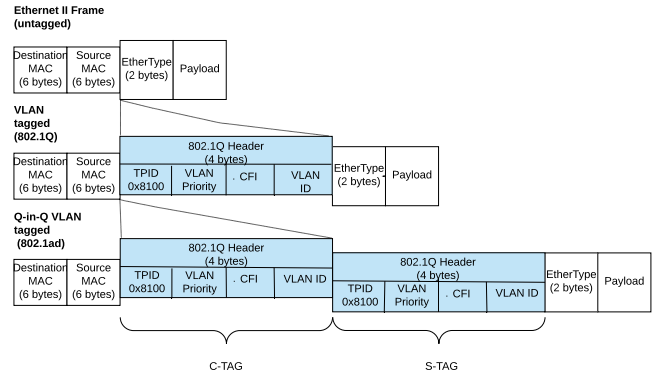 Ethernet II Frame
(untagged)
Destination
MAC
(6 bytes)
Source
MAC
(6 bytes)
EtherType
(2 bytes)
Payload
VLAN
tagged
(802.1Q)
Destination
MAC
(6 bytes)
Source
MAC
(6 bytes)
802.1Q Header
(4 bytes)
TPID
0x8100
VLAN
Priority
CFI
VLAN
ID
EtherType
(2 bytes)
Payload
Q-in-Q VLAN
tagged
(802.1ad)
Destination
MAC
(6 bytes)
Source
MAC
(6 bytes)
802.1Q Header
(4 bytes)
TPID
0x8100
VLAN
Priority
CFI
VLAN ID
802.1Q Header
(4 bytes)
TPID
0x8100
VLAN
Priority
CFI
VLAN ID
EtherType
(2 bytes)
Payload
C-TAG
S-TAG